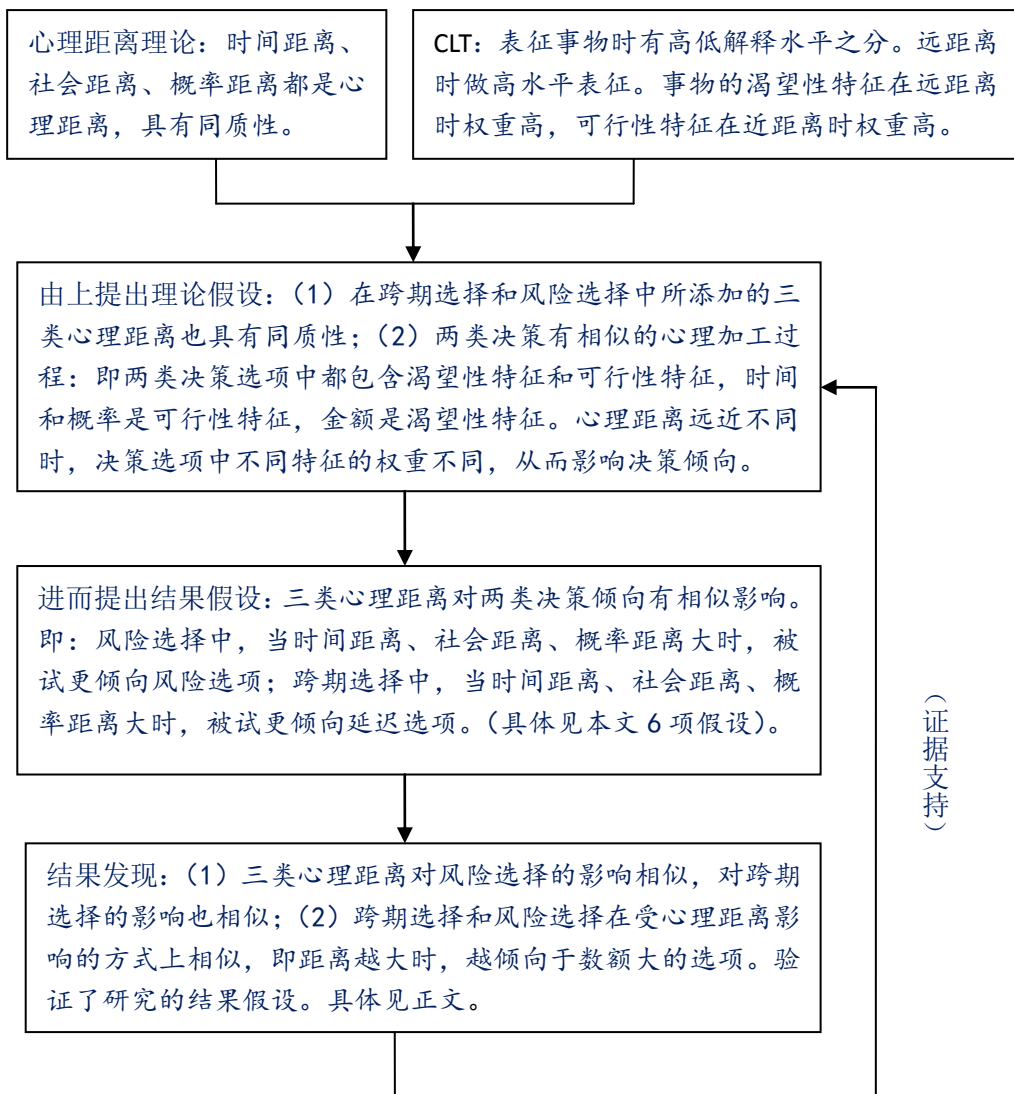 心理距离理论：时间距离、
社会距离、概率距离都是心
理距离，具有同质性。
CLT：表征事物时有高低解释水平之分。远距离
时做高水平表征。事物的渴望性特征在远距离
时权重高，可行性特征在近距离时权重高。
由上提出理论假设：（1）在跨期选择和风险选择中所添加的三
类心理距离也具有同质性；（2）两类决策有相似的心理加工过
程：即两类决策选项中都包含渴望性特征和可行性特征，时间
和概率是可行性特征，金额是渴望性特征。心理距离远近不同
时，决策选项中不同特征的权重不同，从而影响决策倾向。
进而提出结果假设：三类心理距离对两类决策倾向有相似影响。
即：风险选择中，当时间距离、社会距离、概率距离大时，被
试更倾向风险选项；跨期选择中，当时间距离、社会距离、概
率距离大时，被试更倾向延迟选项。（具体见本文 6 项假设）。
（证据支持）
结果发现：（1）三类心理距离对风险选择的影响相似，对跨期
选择的影响也相似；（2）跨期选择和风险选择在受心理距离影
响的方式上相似，即距离越大时，越倾向于数额大的选项。验
证了研究的结果假设。具体见正文。